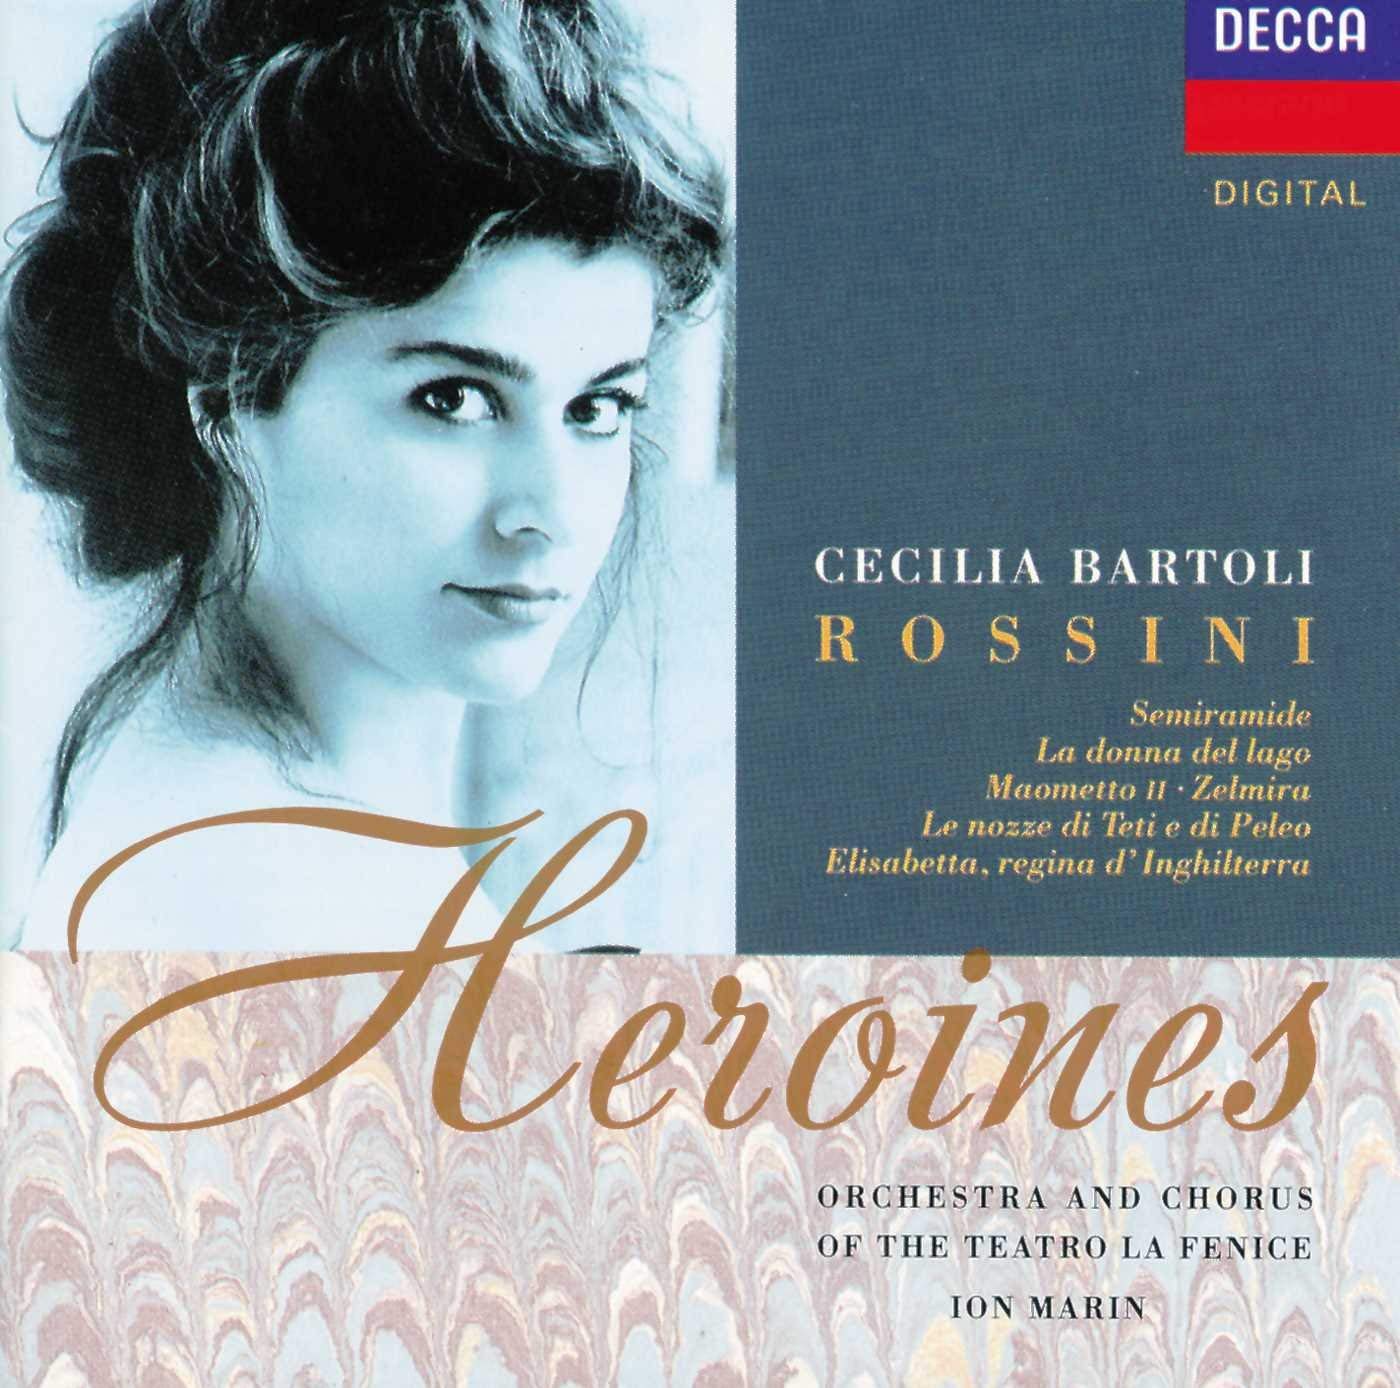 DECCA
DIGITAL
CECILIA BARTOLI
ROSSINI
Semiramide
La donna del lago
Maometto II · Zelmira
Le nozze di Teti e di Peleo
Elisabetta, regina d' Inghilterra
Heroines
ORCHESTRA AND CHORUS
OF THE TEATRO LA FENICE
ION MARIN